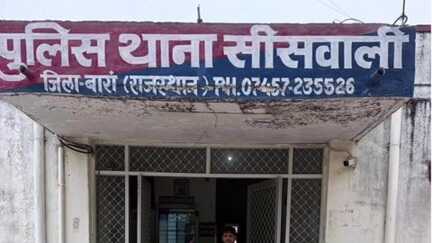 पुलिस थाना सीसवाली
जिला-बारां (राजस्थान) PH.07457-235526